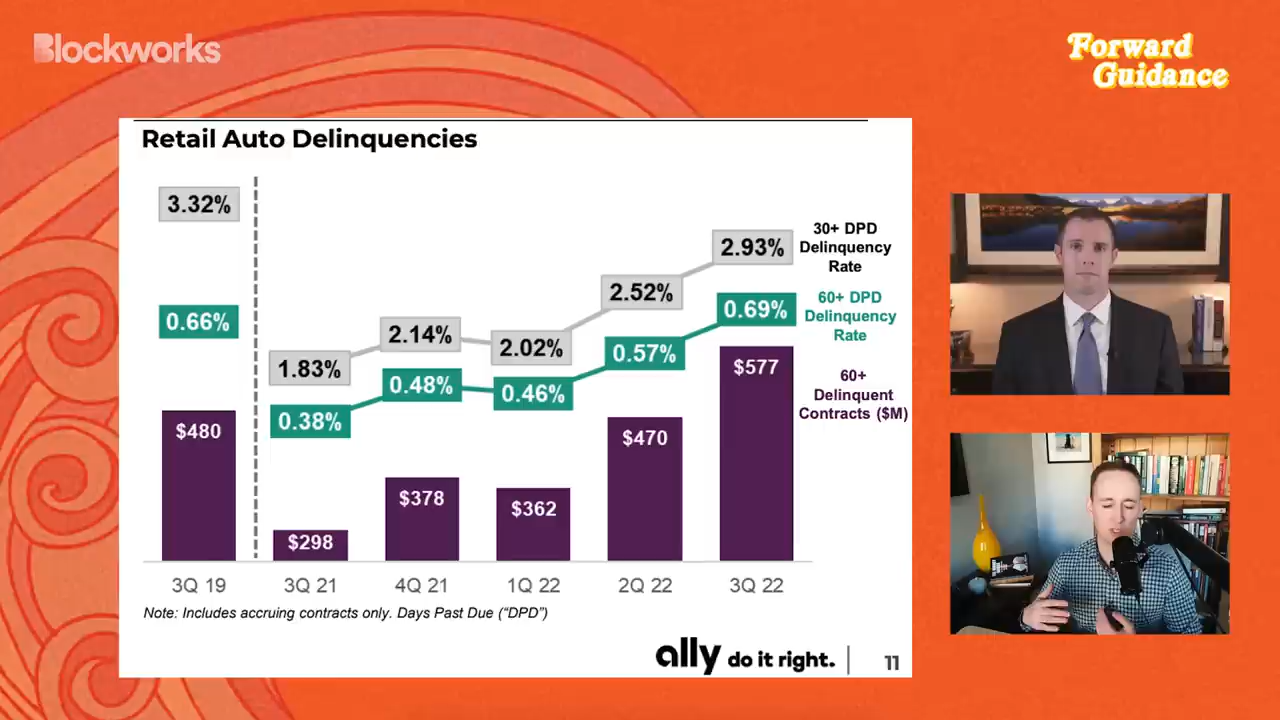 Blockworks
Forward
Guidance
Retail Auto Delinquencies
3.32%
0.66%
$480
1.83%
0.38%
$298
2.14%
0.48%
$378
2.02%
0.46%
$362
2.52%
0.57%
$470
2.93%
0.69%
$577
30+ DPD
Delinquency
Rate
60+ DPD
Delinquency
Rate
60+
Delinquent
Contracts ($M)
3Q 19
3Q 21
4Q 21
1Q 22
2Q 22
3Q 22
Note: Includes accruing contracts only. Days Past Due (“DPD”)
ally do it right.
11